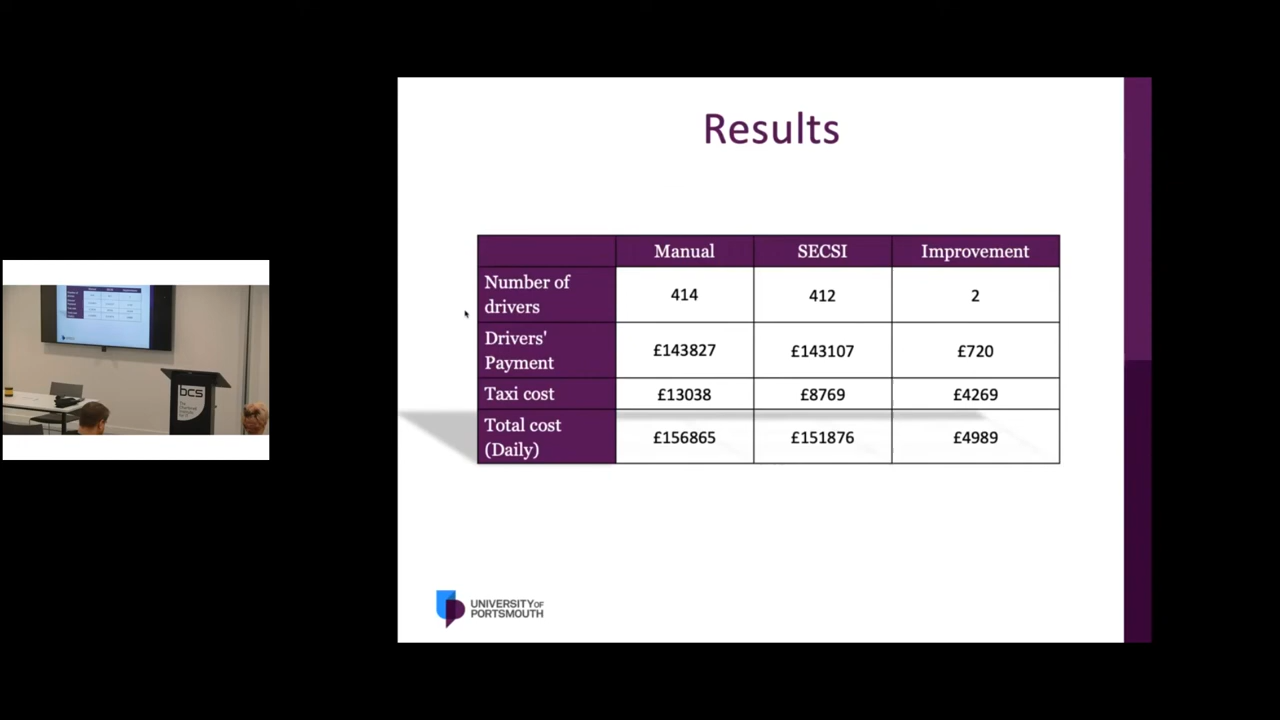 Results
Manual SECSI Improvement
Number of
drivers
414 412 2
Drivers'
Payment
£143827 £143107 £720
Taxi cost £13038 £8769 £4269
Total cost
(Daily)
£156865 £151876 £4989
UNIVERSITY OF
PORTSMOUTH
bcs